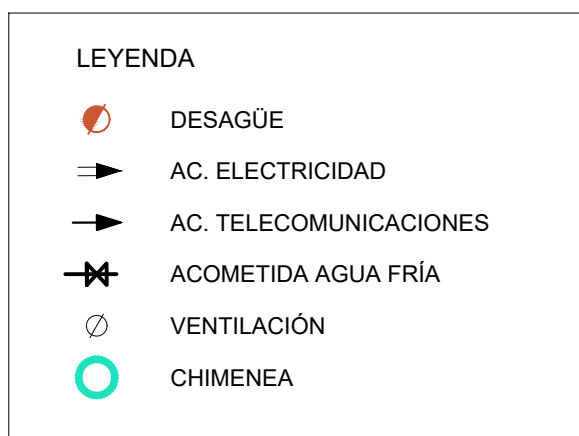 LEYENDA
DESAGÜE
AC. ELECTRICIDAD
AC. TELECOMUNICACIONES
ACOMETIDA AGUA FRÍA
VENTILACIÓN
CHIMENEA